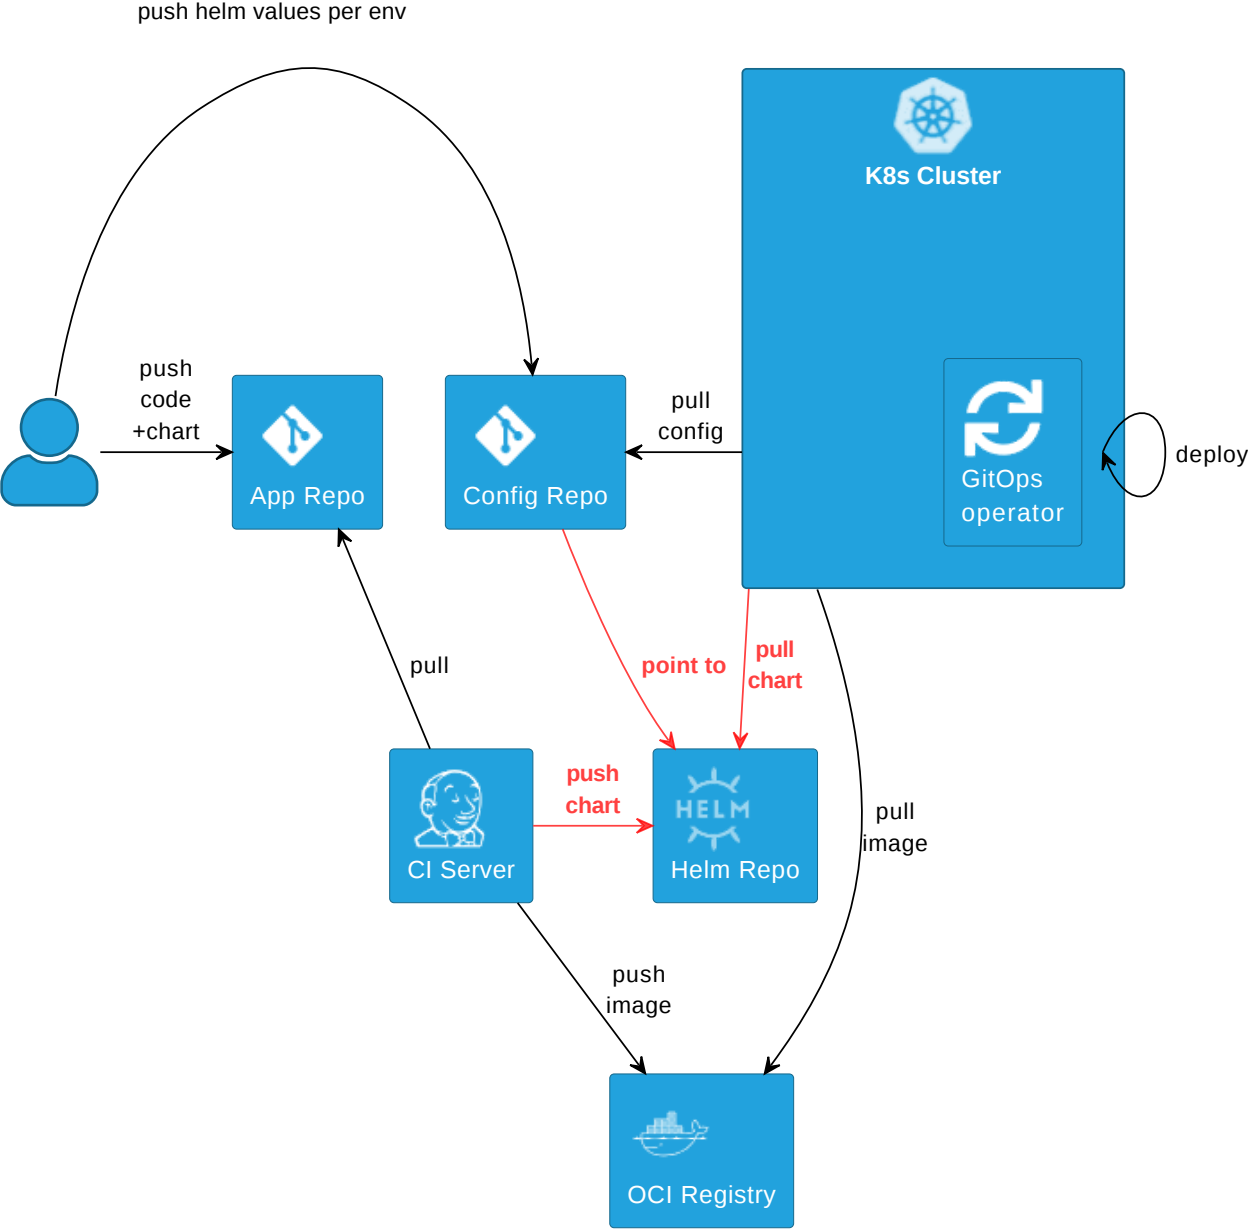 push helm values per env
K8s Cluster
push
code
+chart
App Repo
Config Repo
pull
config
GitOps
operator
deploy
pull
point to
pull
chart
push
chart
CI Server
HELM
Helm Repo
pull
image
push
image
OCI Registry